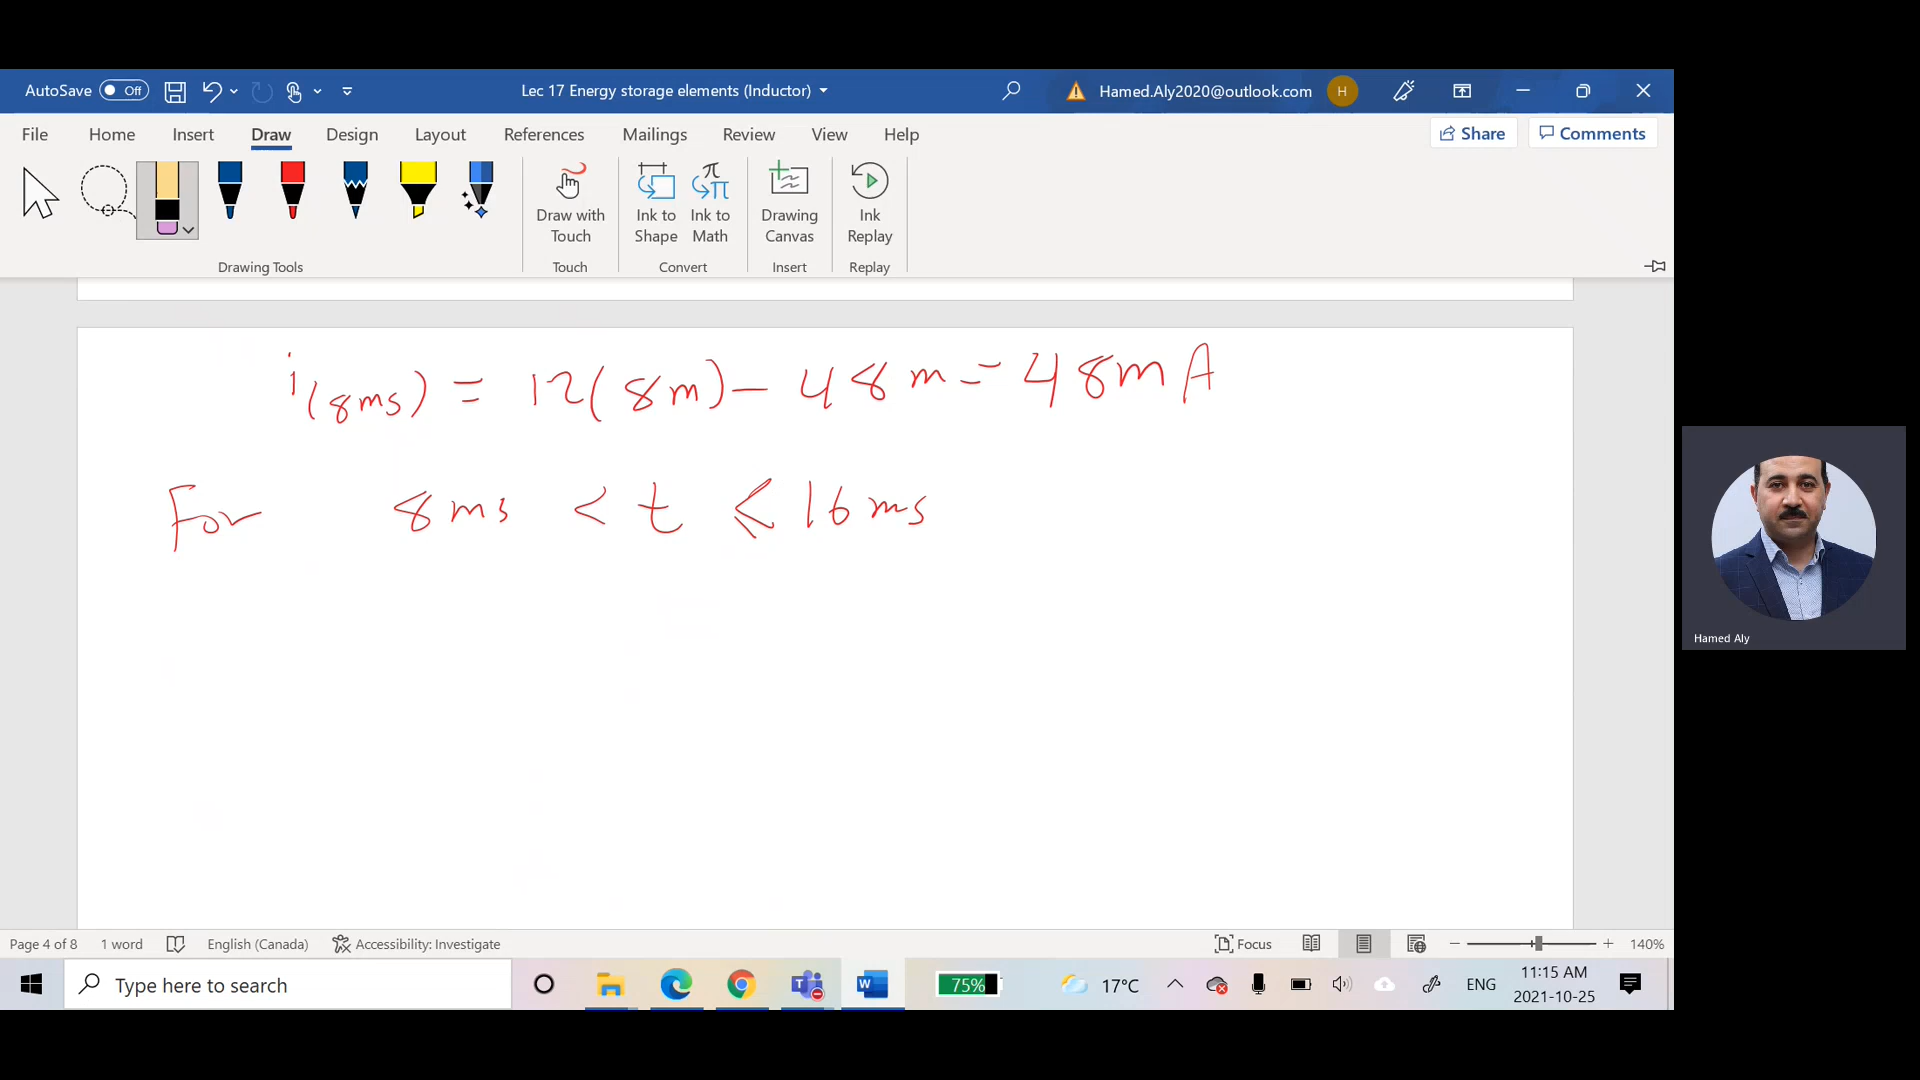 AutoSave Off Lec 17 Energy storage elements (Inductor) Hamed.Aly2020@outlook.com H
File Home Insert Draw Design Layout References Mailings Review View Help Share Comments
Draw with Touch Ink to Shape Ink to Math Drawing Canvas Ink Replay
Drawing Tools Touch Convert Insert Replay
i(8ms) = 12(8m) - 48m = 48mA
For 8ms < t ≤ 16 ms
Hamed Aly
Page 4 of 8 1 word English (Canada) Accessibility: Investigate Focus 140%
Type here to search 75% 17°C ENG 11:15 AM
2021-10-25